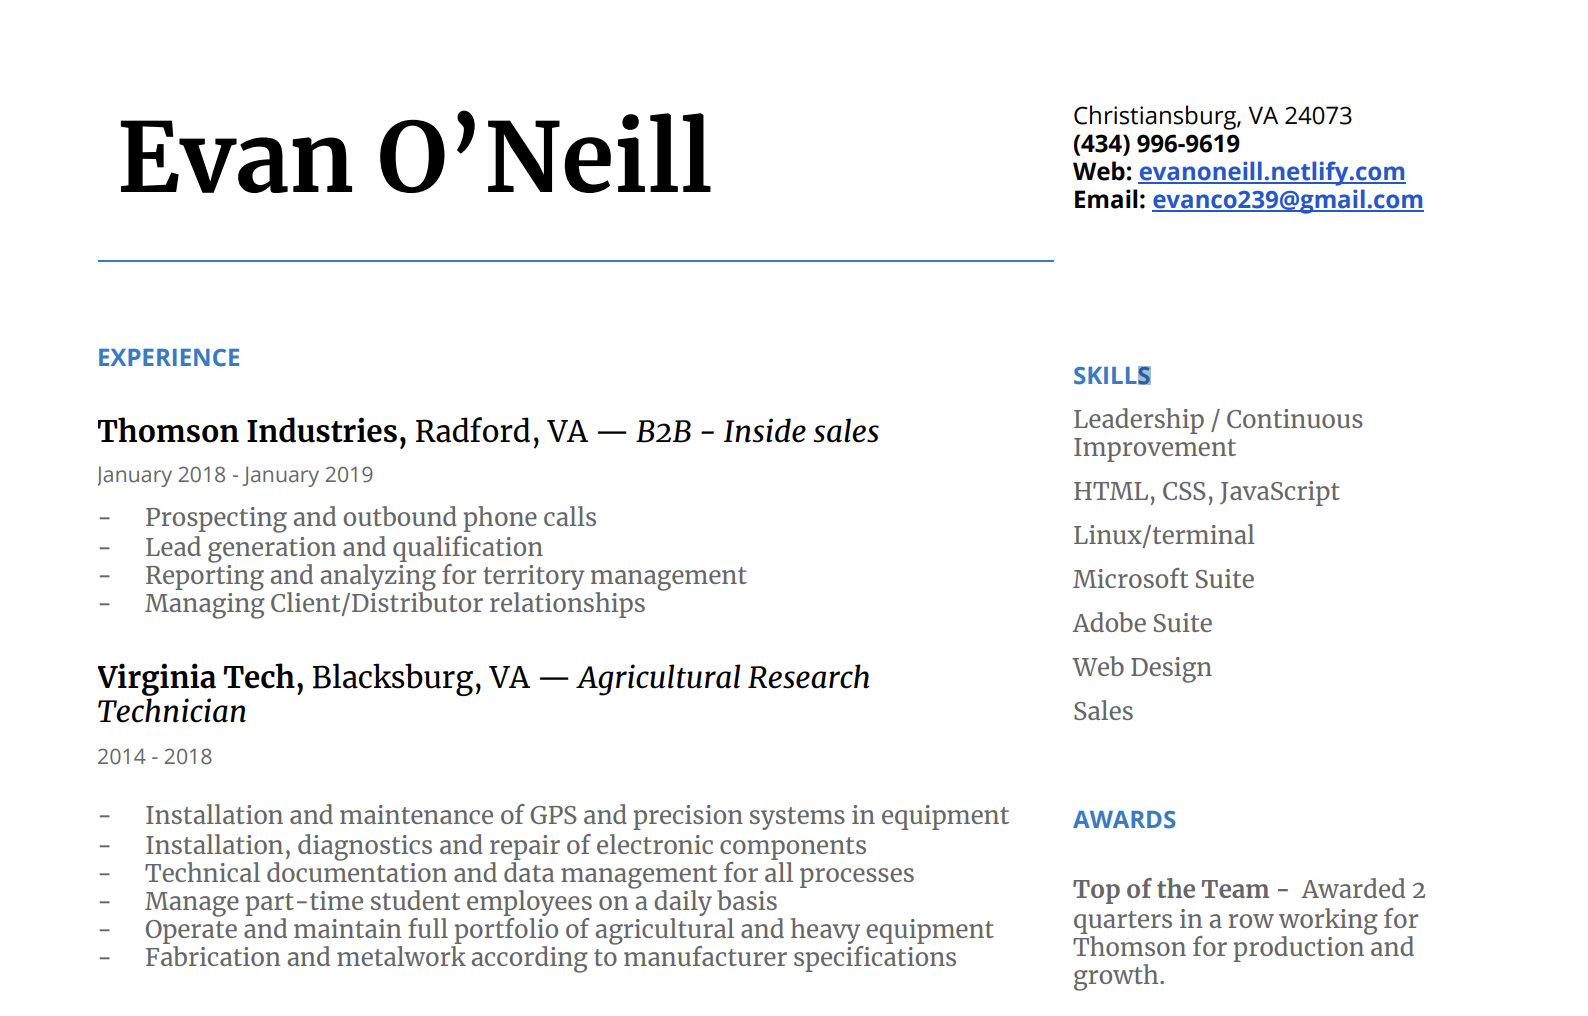 Evan O’Neill
Christiansburg, VA 24073
(434) 996-9619
Web: evanoneill.netlify.com
Email: evanco239@gmail.com
EXPERIENCE
Thomson Industries, Radford, VA — B2B - Inside sales
January 2018 - January 2019
- Prospecting and outbound phone calls
- Lead generation and qualification
- Reporting and analyzing for territory management
- Managing Client/Distributor relationships
Virginia Tech, Blacksburg, VA — Agricultural Research
Technician
2014 - 2018
- Installation and maintenance of GPS and precision systems in equipment
- Installation, diagnostics and repair of electronic components
- Technical documentation and data management for all processes
- Manage part-time student employees on a daily basis
- Operate and maintain full portfolio of agricultural and heavy equipment
- Fabrication and metalwork according to manufacturer specifications
SKILLS
Leadership / Continuous
Improvement
HTML, CSS, JavaScript
Linux/terminal
Microsoft Suite
Adobe Suite
Web Design
Sales
AWARDS
Top of the Team - Awarded 2
quarters in a row working for
Thomson for production and
growth.